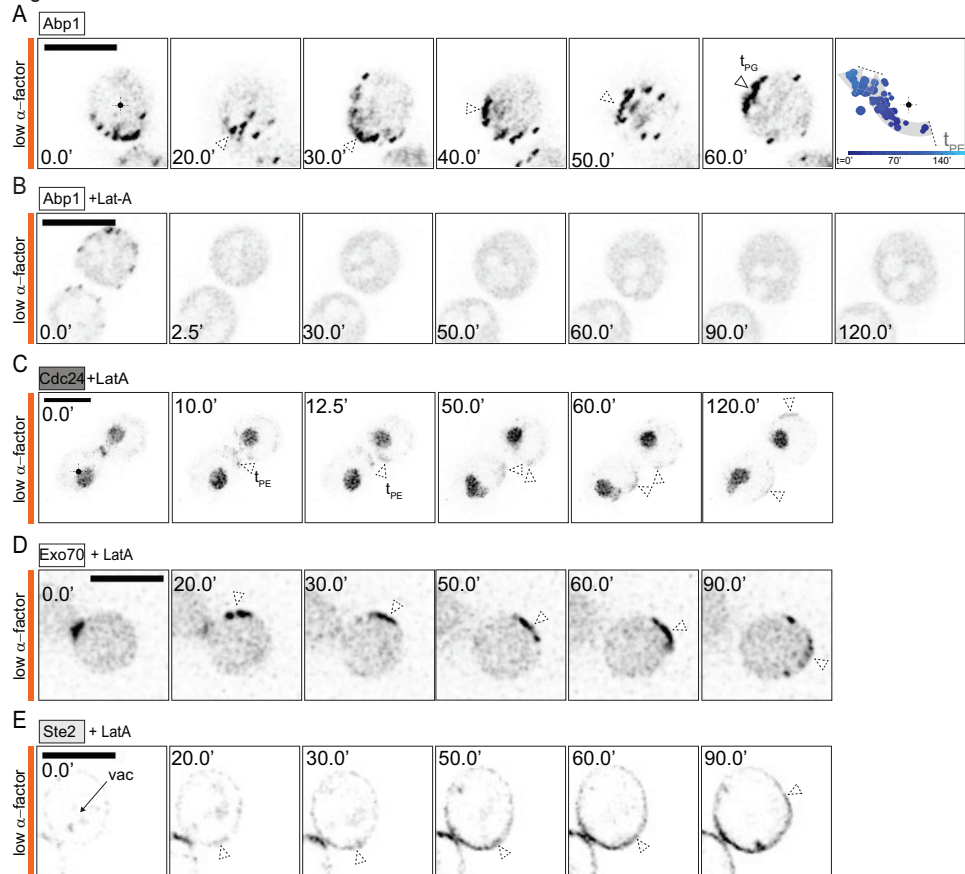 A
Abp1
low α–factor
0.0’
20.0’
30.0’
40.0’
50.0’
tPG
60.0’
tPE
t=0’ 70’ 140’
B
Abp1 +Lat-A
low α–factor
0.0’
2.5’
30.0’
50.0’
60.0’
90.0’
120.0’
C
Cdc24 +LatA
low α–factor
0.0’
10.0’
tPE
12.5’
tPE
50.0’
60.0’
120.0’
D
Exo70 + LatA
low α–factor
0.0’
20.0’
30.0’
50.0’
60.0’
90.0’
E
Ste2 + LatA
low α–factor
0.0’
vac
20.0’
30.0’
50.0’
60.0’
90.0’